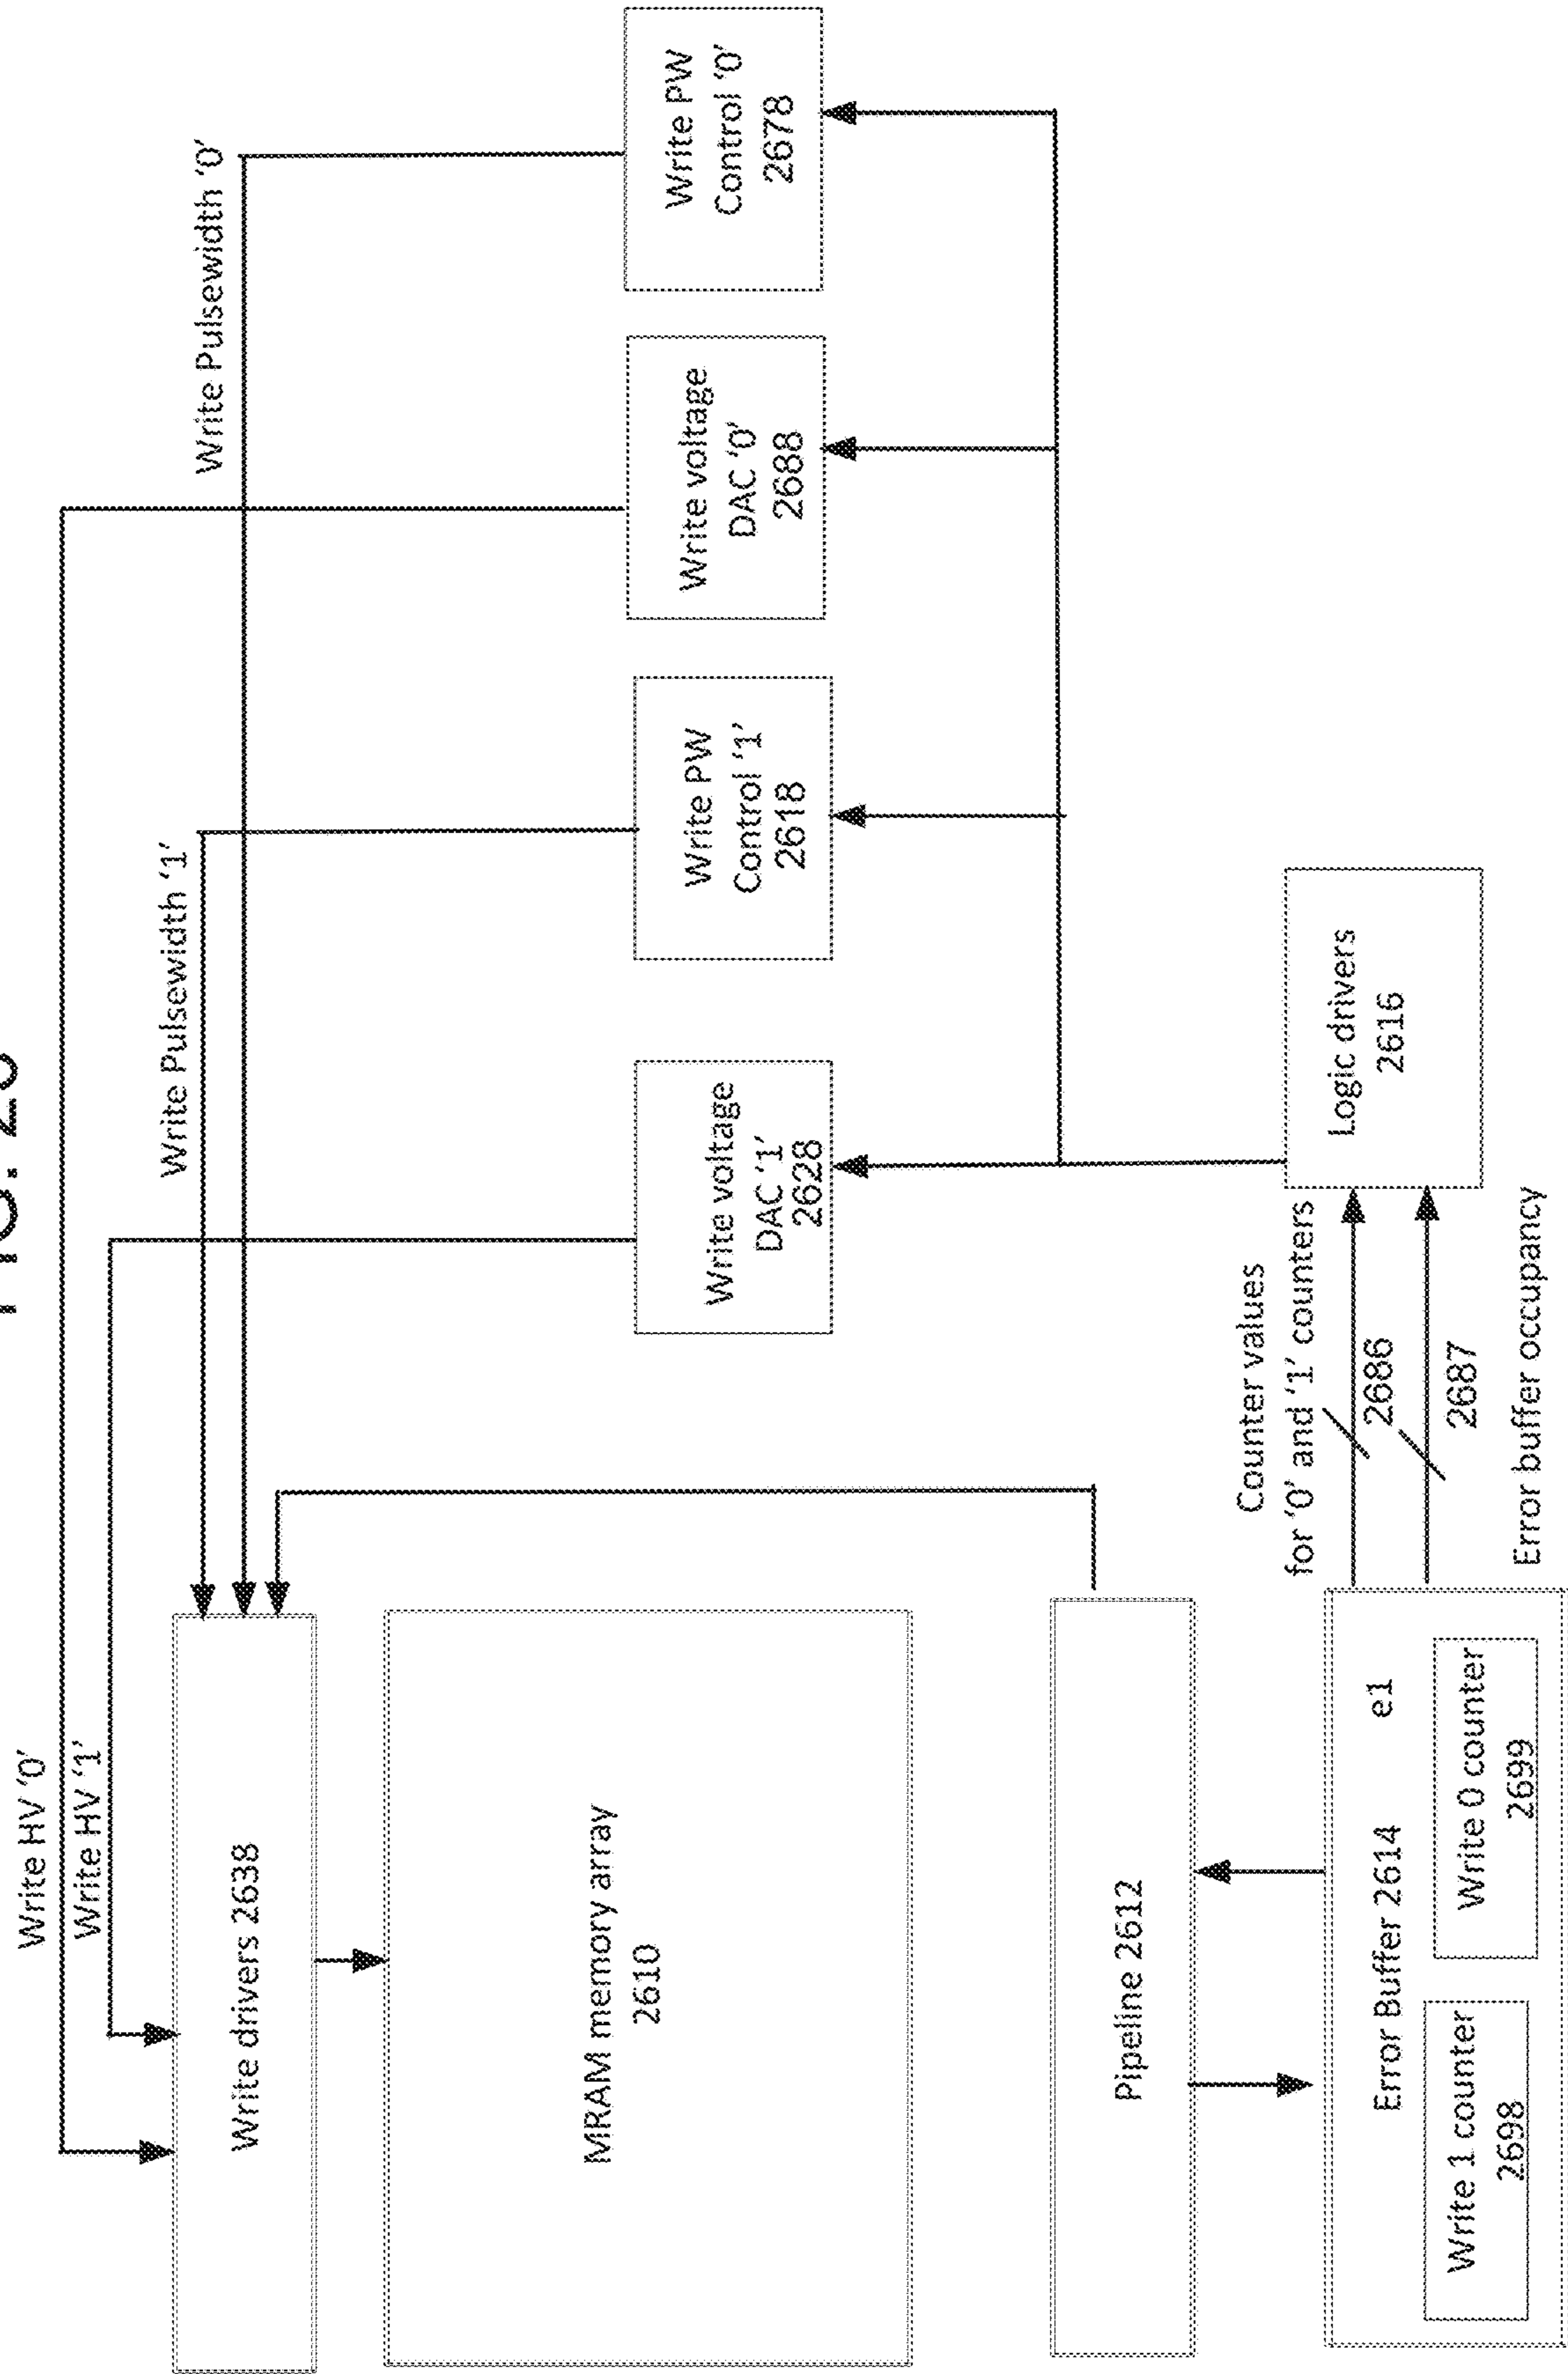 Write HV ‘0’
Write HV ‘1’
Write Pulsewidth ‘1’
Write Pulsewidth ‘0’
Write drivers 2638
MRAM memory array
2610
Write voltage
DAC ‘1’
2628
Write PW
Control ‘1’
2618
Write voltage
DAC ‘0’
2688
Write PW
Control ‘0’
2678
Pipeline 2612
Counter values
for ‘0’ and ‘1’ counters
2686
2687
Error buffer occupancy
Logic drivers
2616
Error Buffer 2614
e1
Write 1 counter
2698
Write 0 counter
2699